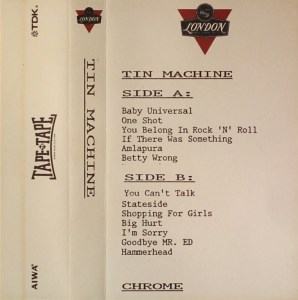 TDK.
TAPE TO TAPE
AIWA
LONDON
TIN MACHINE
LONDON
TIN MACHINE
SIDE A:
Baby Universal
One Shot
You Belong In Rock 'N' Roll
If There Was Something
Amlapura
Betty Wrong
SIDE B:
You Can't Talk
Stateside
Shopping For Girls
Big Hurt
I'm Sorry
Goodbye MR. ED
Hammerhead
CHROME